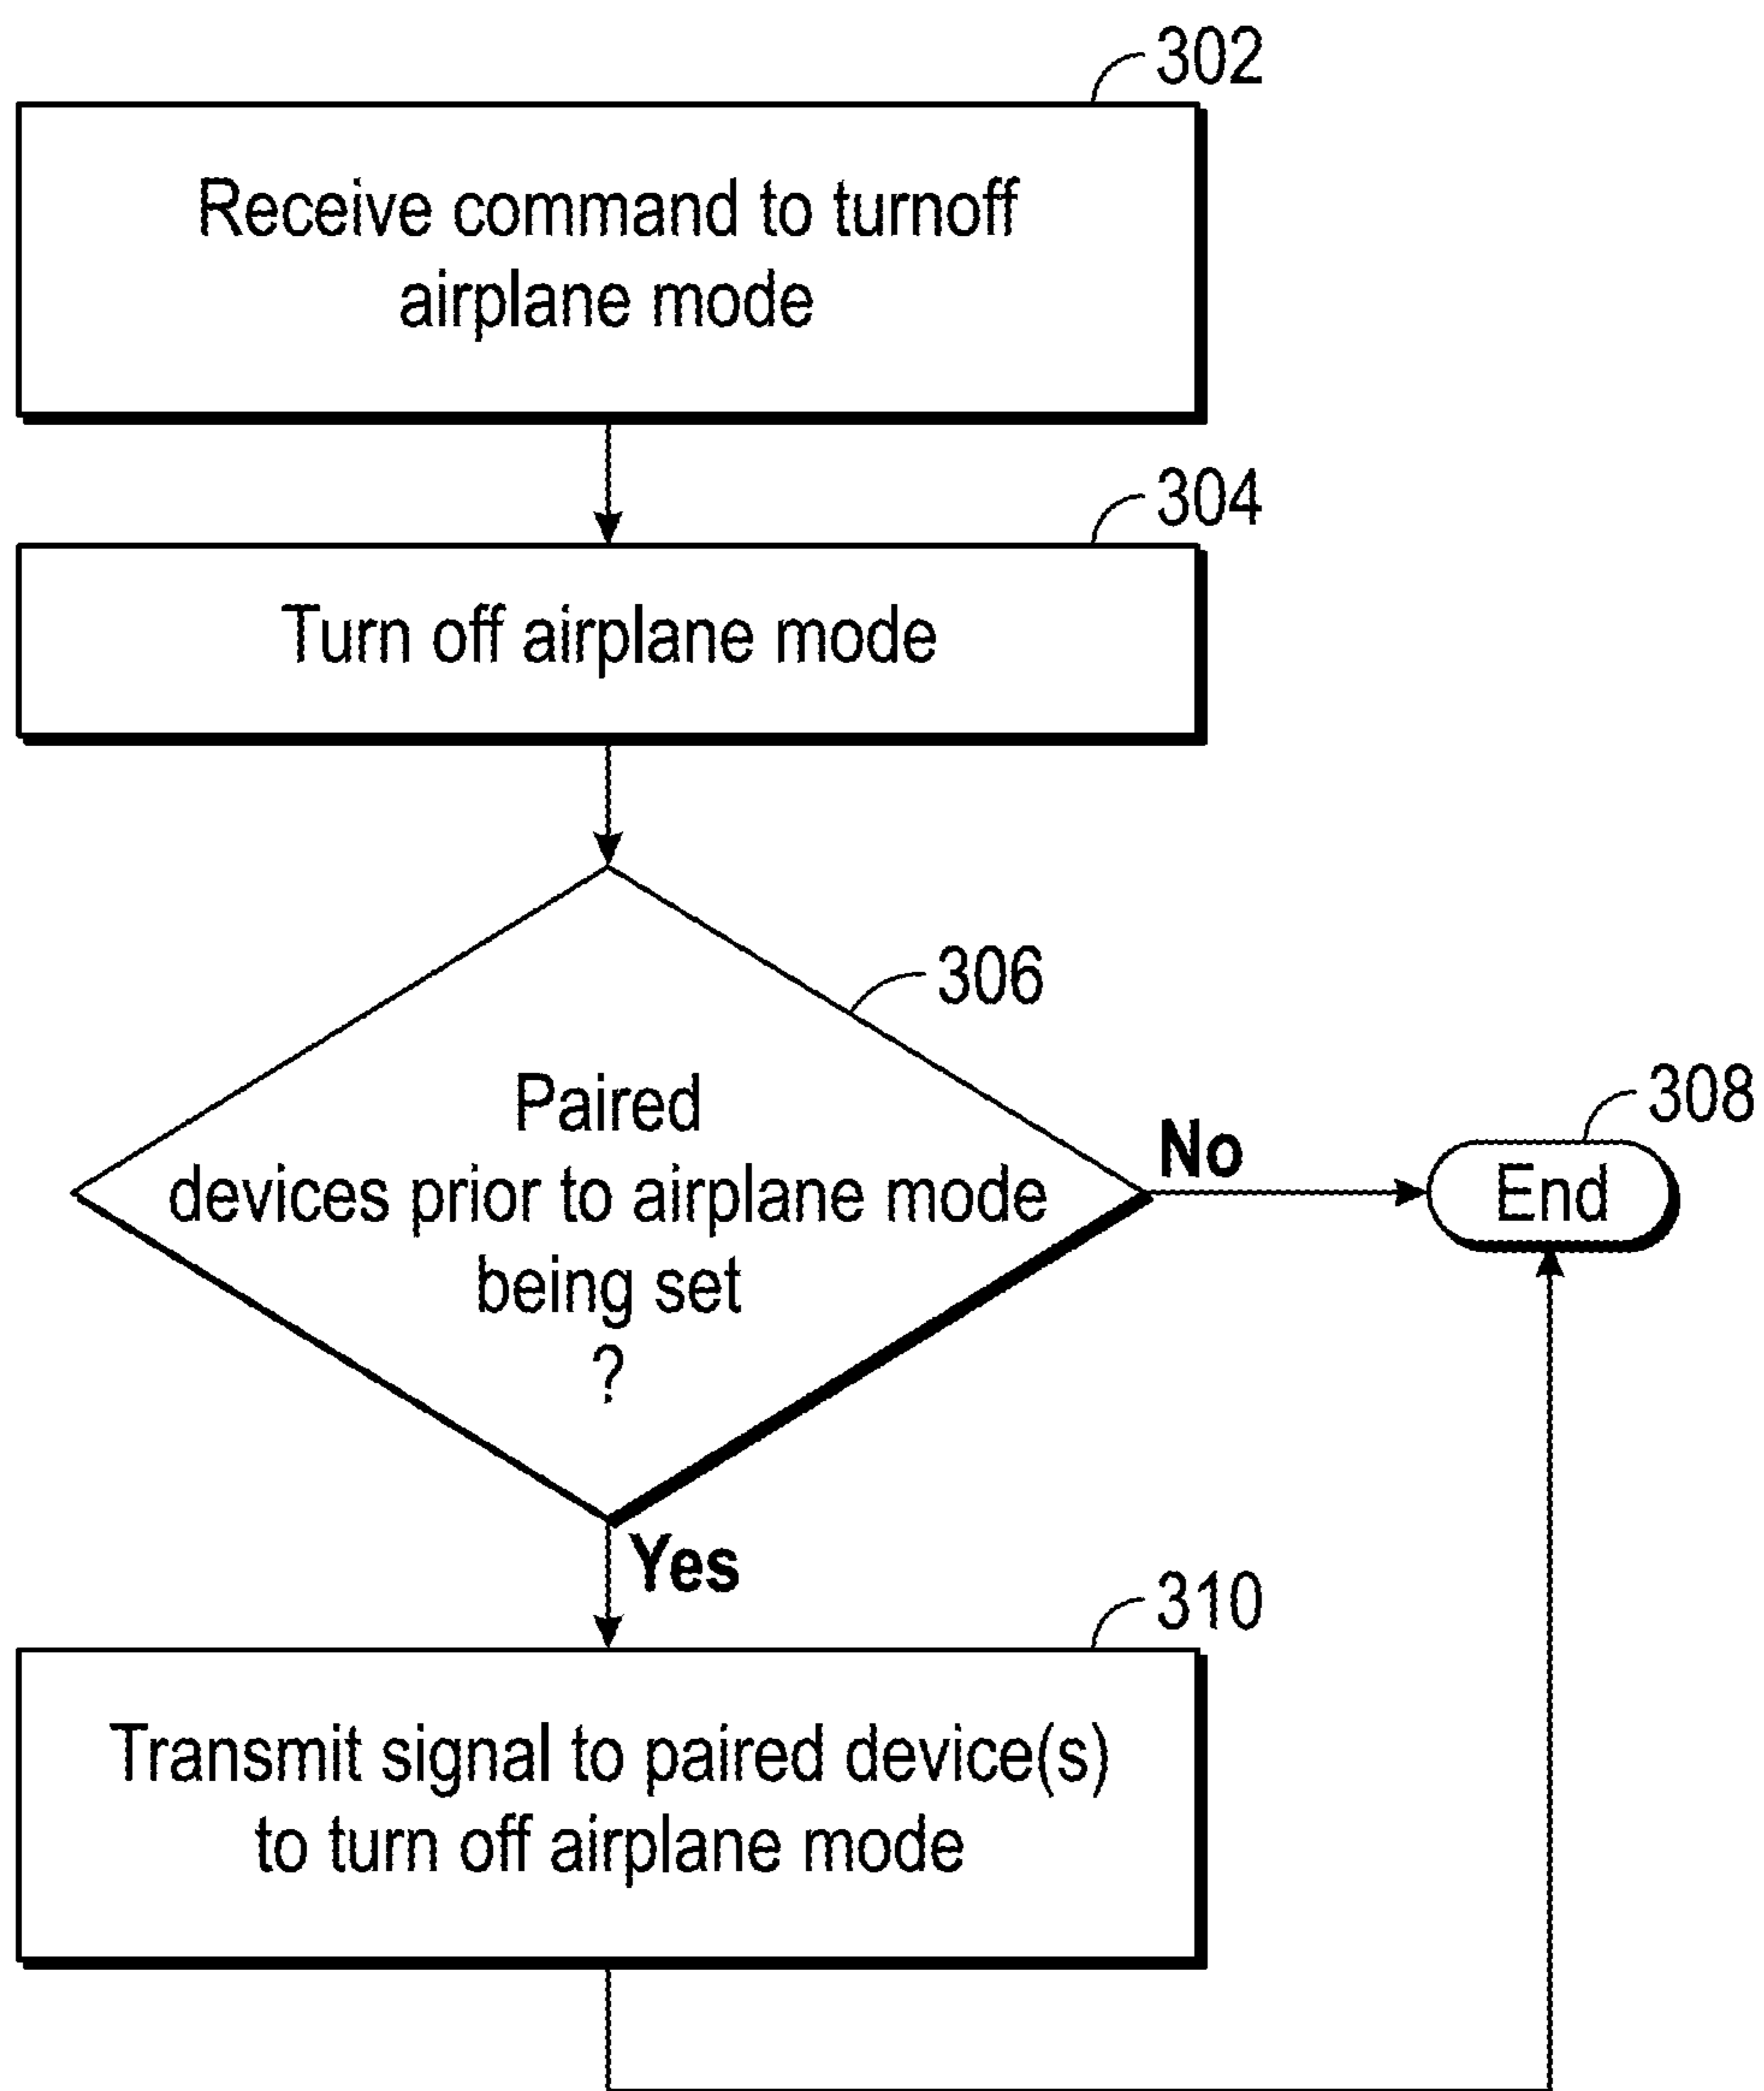 302
Receive command to turnoff
airplane mode
304
Turn off airplane mode
306
Paired
devices prior to airplane mode
being set
?
No
308
End
Yes
310
Transmit signal to paired device(s)
to turn off airplane mode